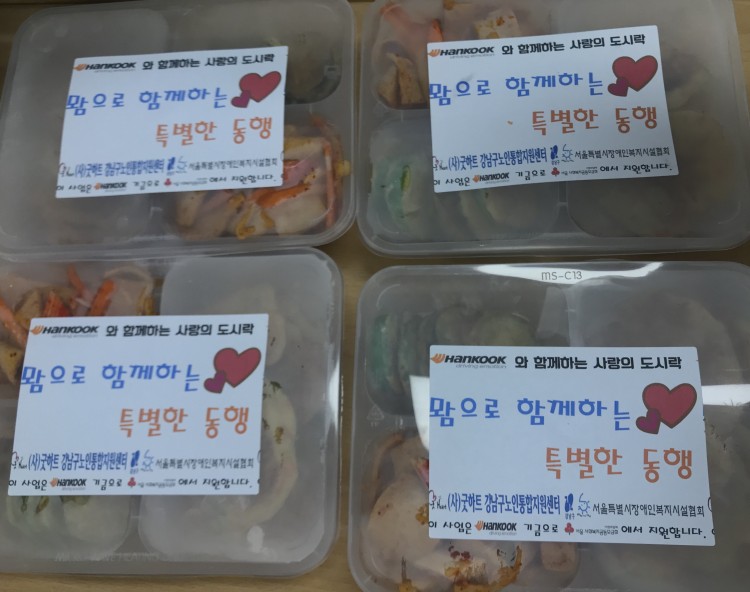 HANKOOK 와 함께하는 사랑의 도시락
driving emotion
맘으로 함께하는
특별한 동행
(사)굿하트 강남구노인통합지원센터 서울특별시장애인복지시설협회
이 사업은 HANKOOK 기금으로 에서 지원합니다.
HANKOOK 와 함께하는 사랑의 도시락
driving emotion
맘으로 함께하는
특별한 동행
(사)굿하트 강남구노인통합지원센터 서울특별시장애인복지시설협회
이 사업은 HANKOOK 기금으로 에서 지원합니다.
HANKOOK 와 함께하는 사랑의 도시락
driving emotion
맘으로 함께하는
특별한 동행
(사)굿하트 강남구노인통합지원센터 서울특별시장애인복지시설협회
이 사업은 HANKOOK 기금으로 에서 지원합니다.
MS-C13
HANKOOK 와 함께하는 사랑의 도시락
driving emotion
맘으로 함께하는
특별한 동행
(사)굿하트 강남구노인통합지원센터 서울특별시장애인복지시설협회
이 사업은 HANKOOK 기금으로 에서 지원합니다.